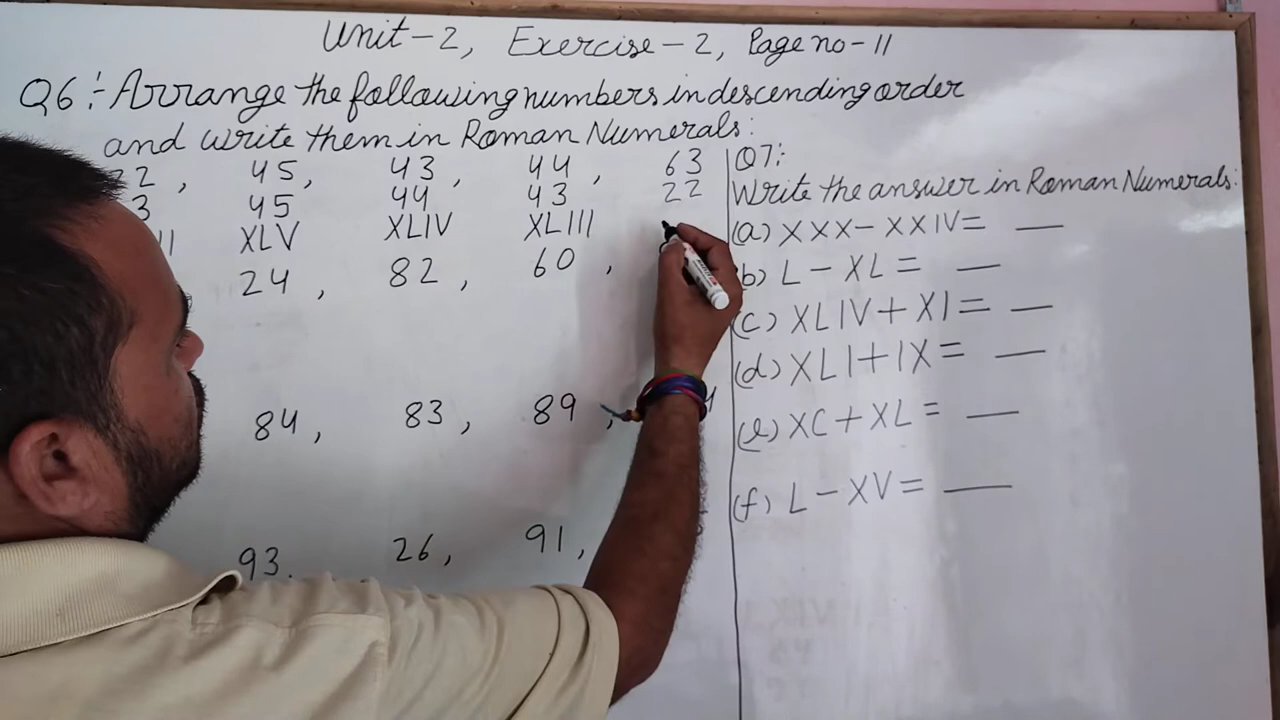 Unit-2, Exercise-2, Page no-11
Q6:- Arrange the following numbers in descending order
and write them in Roman Numerals:
22, 45, 43, 44, 63
3 45 44 43 22
II XLV XLIV XLIII
24, 82, 60,
84, 83, 89,
93, 26, 91,
Q7:
Write the answer in Roman Numerals:
(a) XXX-XXIV= —
b) L-XL= —
(c) XLIV+XI= —
(d) XLI+IX= —
(e) XC+XL= —
(f) L-XV= —